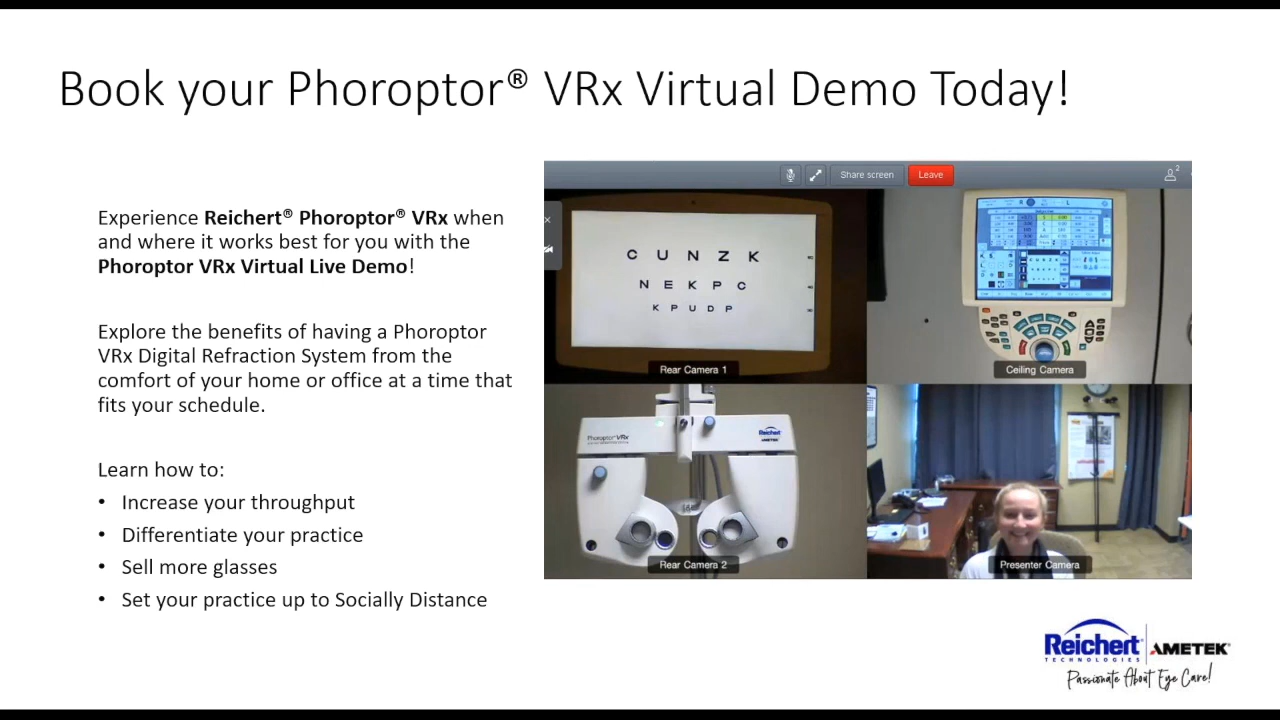 Book your Phoroptor® VRx Virtual Demo Today!
Experience Reichert® Phoroptor® VRx when
and where it works best for you with the
Phoroptor VRx Virtual Live Demo!
Explore the benefits of having a Phoroptor
VRx Digital Refraction System from the
comfort of your home or office at a time that
fits your schedule.
Learn how to:
• Increase your throughput
• Differentiate your practice
• Sell more glasses
• Set your practice up to Socially Distance
Share screen
Leave
2
C U N Z K
N E K P C
K P U D P
Rear Camera 1
Ceiling Camera
Phoroptor® VRx
Reichert
AMETEK
Rear Camera 2
Presenter Camera
Reichert
TECHNOLOGIES
AMETEK®
Passionate About Eye Care!